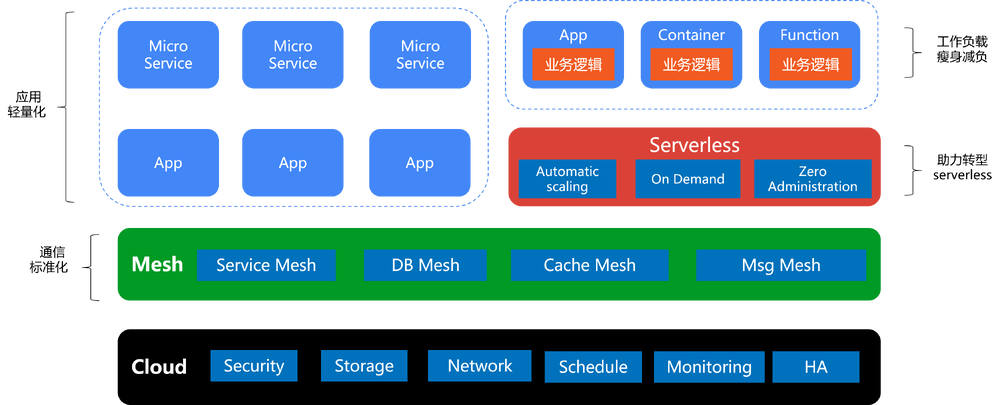 应用
轻量化
Micro
Service
Micro
Service
Micro
Service
App
App
App
App
业务逻辑
Container
业务逻辑
Function
业务逻辑
工作负载
瘦身减负
Serverless
Automatic
scaling
On Demand
Zero
Administration
助力转型
serverless
通信
标准化
Mesh
Service Mesh
DB Mesh
Cache Mesh
Msg Mesh
Cloud
Security
Storage
Network
Schedule
Monitoring
HA